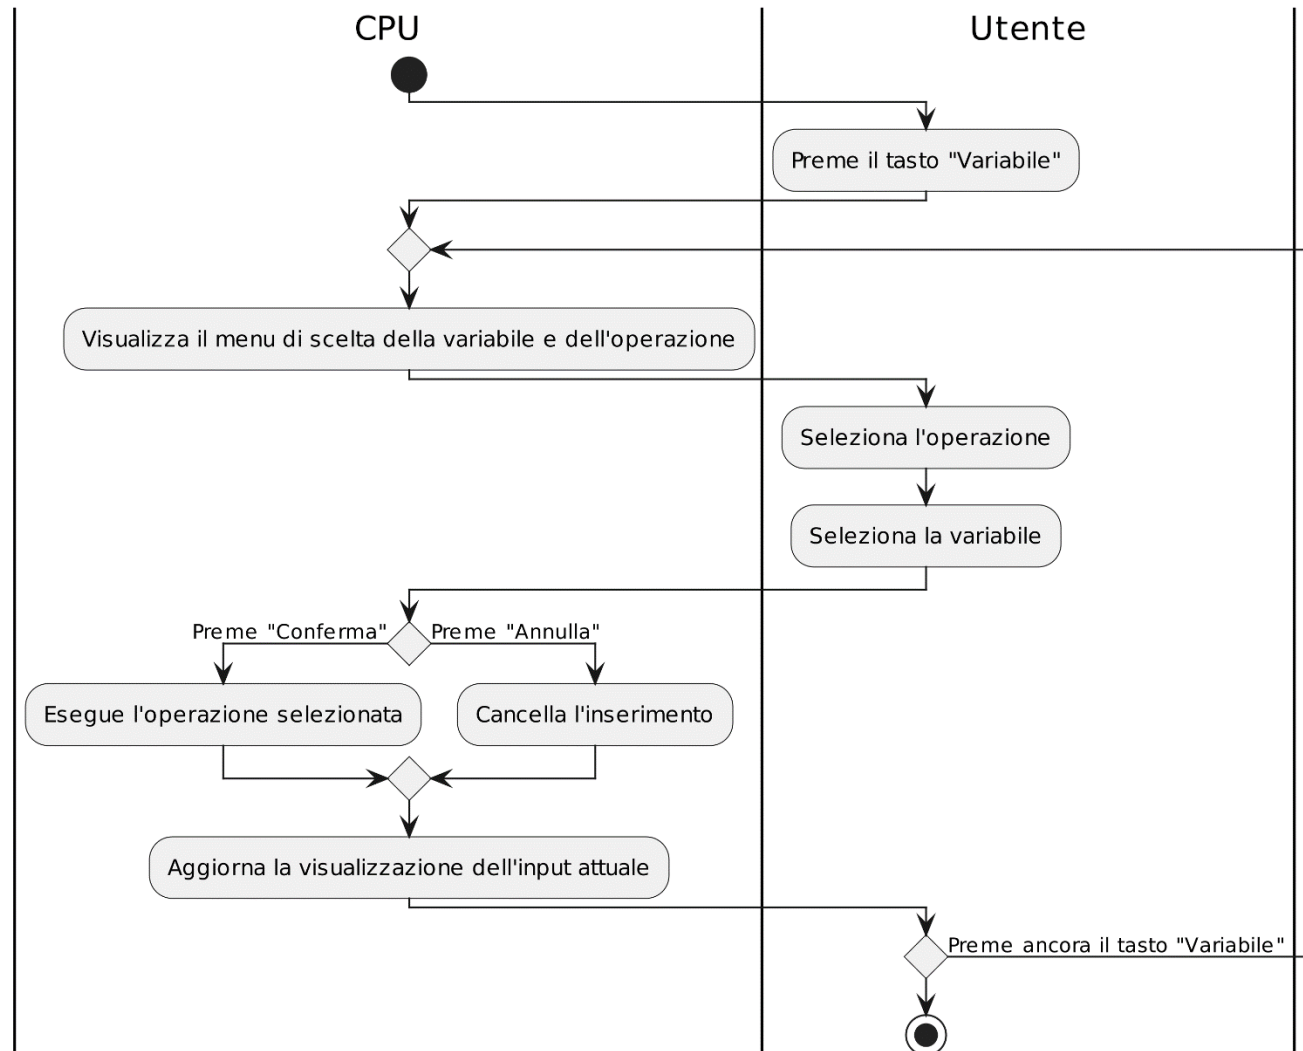 CPU
Utente
Preme il tasto "Variabile"
Visualizza il menu di scelta della variabile e dell'operazione
Seleziona l'operazione
Seleziona la variabile
Preme "Conferma"
Preme "Annulla"
Esegue l'operazione selezionata
Cancella l'inserimento
Aggiorna la visualizzazione dell'input attuale
Preme ancora il tasto "Variabile"